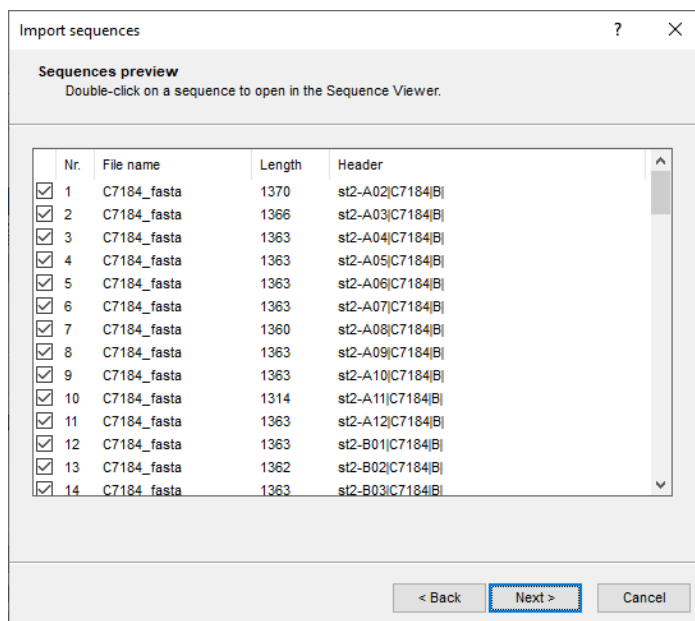 Import sequences ?
Sequences preview
Double-click on a sequence to open in the Sequence Viewer.
Nr. File name Length Header
1 C7184_fasta 1370 st2-A02|C7184|B|
2 C7184_fasta 1366 st2-A03|C7184|B|
3 C7184_fasta 1363 st2-A04|C7184|B|
4 C7184_fasta 1363 st2-A05|C7184|B|
5 C7184_fasta 1363 st2-A06|C7184|B|
6 C7184_fasta 1363 st2-A07|C7184|B|
7 C7184_fasta 1360 st2-A08|C7184|B|
8 C7184_fasta 1363 st2-A09|C7184|B|
9 C7184_fasta 1363 st2-A10|C7184|B|
10 C7184_fasta 1314 st2-A11|C7184|B|
11 C7184_fasta 1363 st2-A12|C7184|B|
12 C7184_fasta 1363 st2-B01|C7184|B|
13 C7184_fasta 1362 st2-B02|C7184|B|
14 C7184_fasta 1363 st2-B03|C7184|B|
< Back Next > Cancel